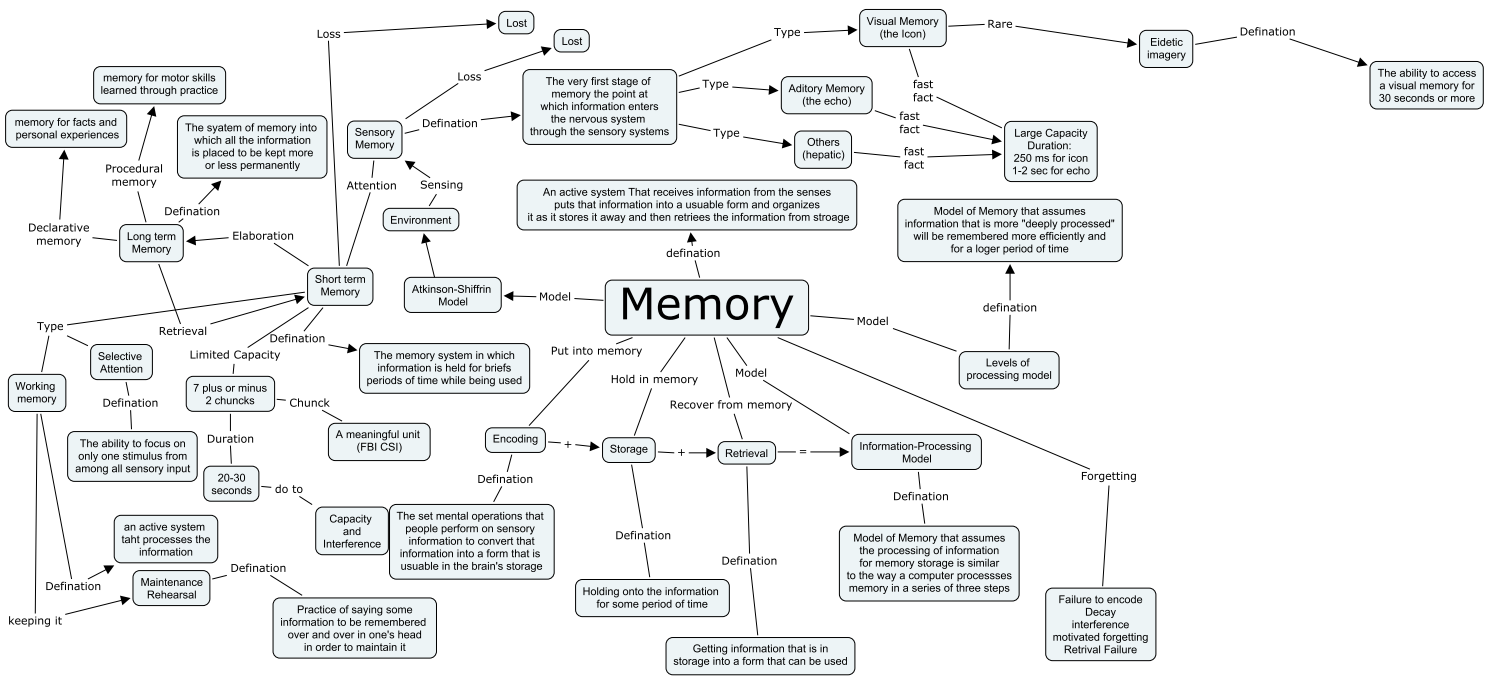 Loss
Lost
Lost
Loss
Visual Memory
(the Icon)
Type
Rare
Eidetic
imagery
Defination
The ability to access
a visual memory for
30 seconds or more
memory for motor skills
learned through practice
memory for facts and
personal experiences
The syatem of memory into
which all the information
is placed to be kept more
or less permanently
Procedural
memory
Defination
Declarative
memory
Long term
Memory
Elaboration
Sensory
Memory
Defination
The very first stage of
memory the point at
which information enters
the nervous system
through the sensory systems
Type
Aditory Memory
(the echo)
Type
Others
(hepatic)
fast
fact
fast
fact
fast
fact
Large Capacity
Duration:
250 ms for icon
1-2 sec for echo
Attention
Sensing
Environment
An active system That receives information from the senses
puts that information into a usuable form and organizes
it as it stores it away and then retriees the information from stroage
Model of Memory that assumes
information that is more "deeply processed"
will be remembered more efficiently and
for a loger period of time
defination
defination
Short term
Memory
Atkinson-Shiffrin
Model
Model
Memory
Model
Levels of
processing model
Type
Retrieval
Defination
Limited Capacity
Selective
Attention
Working
memory
7 plus or minus
2 chuncks
The memory system in which
information is held for briefs
periods of time while being used
Put into memory
Hold in memory
Model
Recover from memory
Defination
Chunck
A meaningful unit
(FBI CSI)
The ability to focus on
only one stimulus from
among all sensory input
Duration
20-30
seconds
do to
Capacity
and
Interference
Encoding
+
Storage
+
Retrieval
=
Information-Processing
Model
Forgetting
Defination
Defination
The set mental operations that
people perform on sensory
information to convert that
information into a form that is
usuable in the brain's storage
Defination
Defination
Model of Memory that assumes
the processing of information
for memory storage is similar
to the way a computer processses
memory in a series of three steps
an active system
taht processes the
information
Defination
Maintenance
Rehearsal
Defination
keeping it
Practice of saying some
information to be remembered
over and over in one's head
in order to maintain it
Holding onto the information
for some period of time
Getting information that is in
storage into a form that can be used
Failure to encode
Decay
interference
motivated forgetting
Retrival Failure